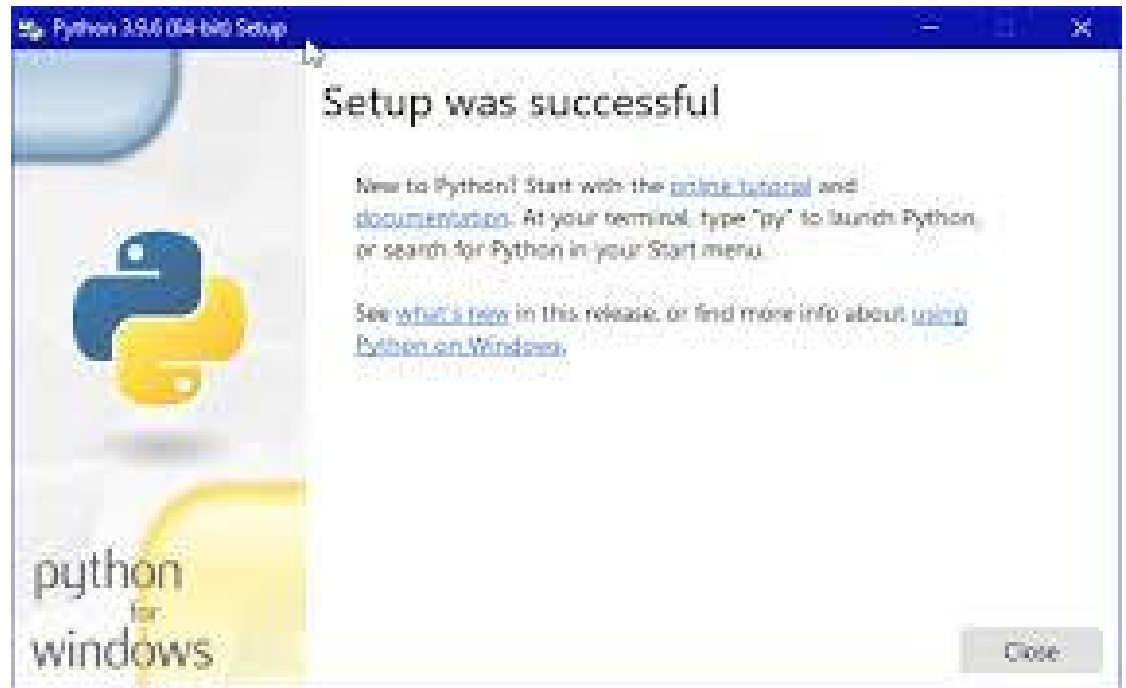 Python 3.9.6 (64-bit) Setup
Setup was successful
New to Python? Start with the online tutorial and
documentation. At your terminal, type "py" to launch Python,
or search for Python in your Start menu.
See what's new in this release, or find more info about using
Python on Windows.
python
for
windows
Close